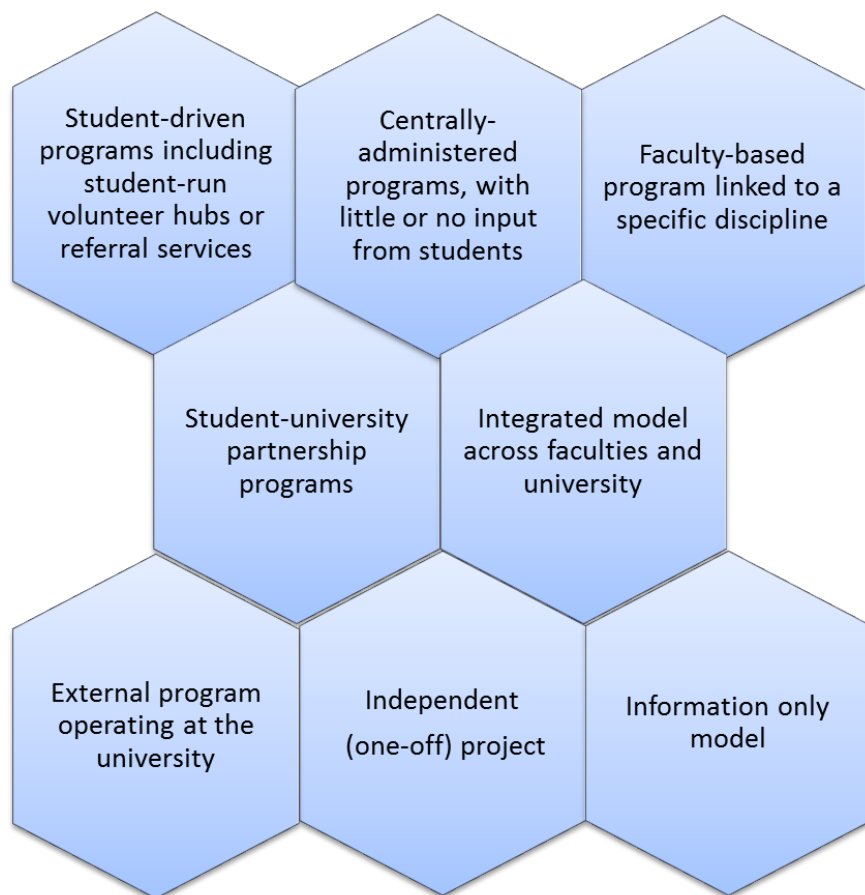 Student-driven
programs including
student-run
volunteer hubs or
referral services
Centrally-
administered
programs, with
little or no input
from students
Faculty-based
program linked to a
specific discipline
Student-university
partnership
programs
Integrated model
across faculties and
university
External program
operating at the
university
Independent
(one-off) project
Information only
model